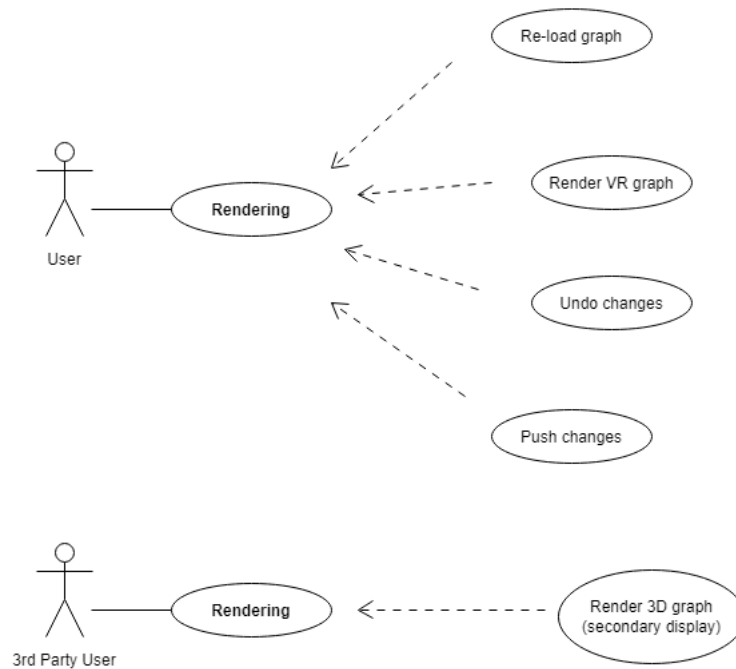 Re-load graph
Rendering
Render VR graph
User
Undo changes
Push changes
Rendering
Render 3D graph
(secondary display)
3rd Party User